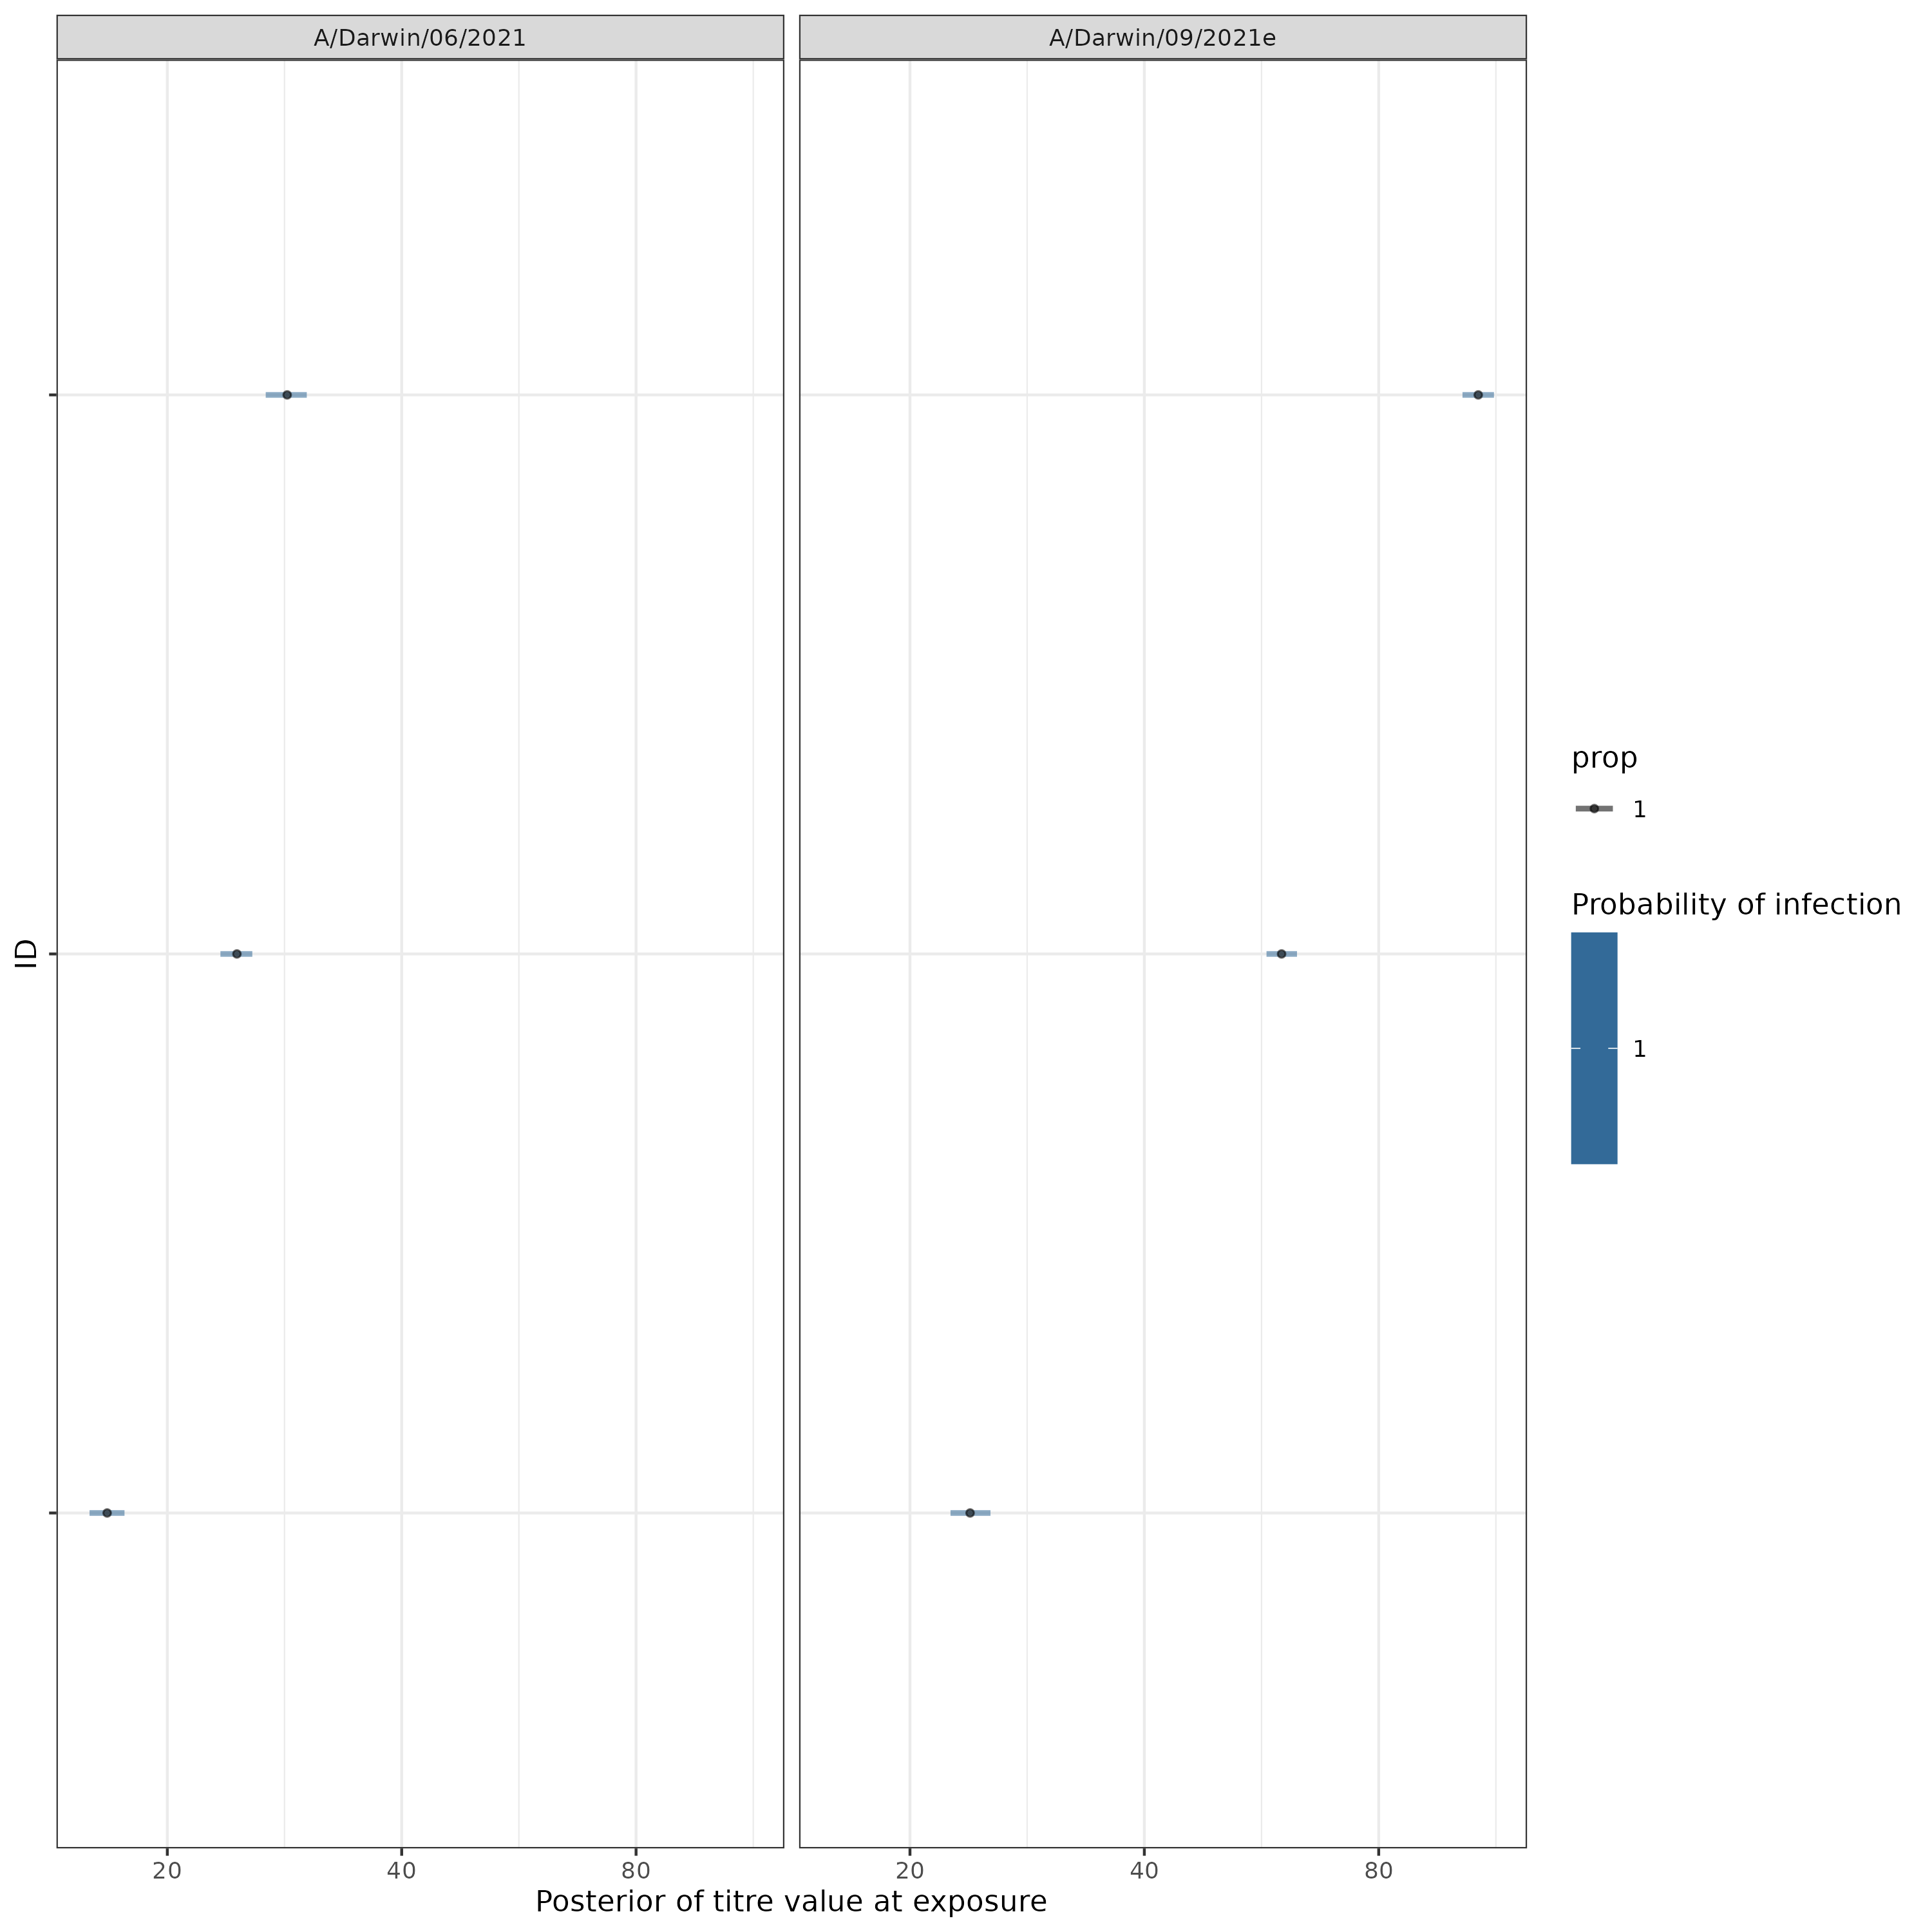 A/Darwin/06/2021
A/Darwin/09/2021e
ID
20
40
80
20
40
80
Posterior of titre value at exposure
prop
1
Probability of infection
1